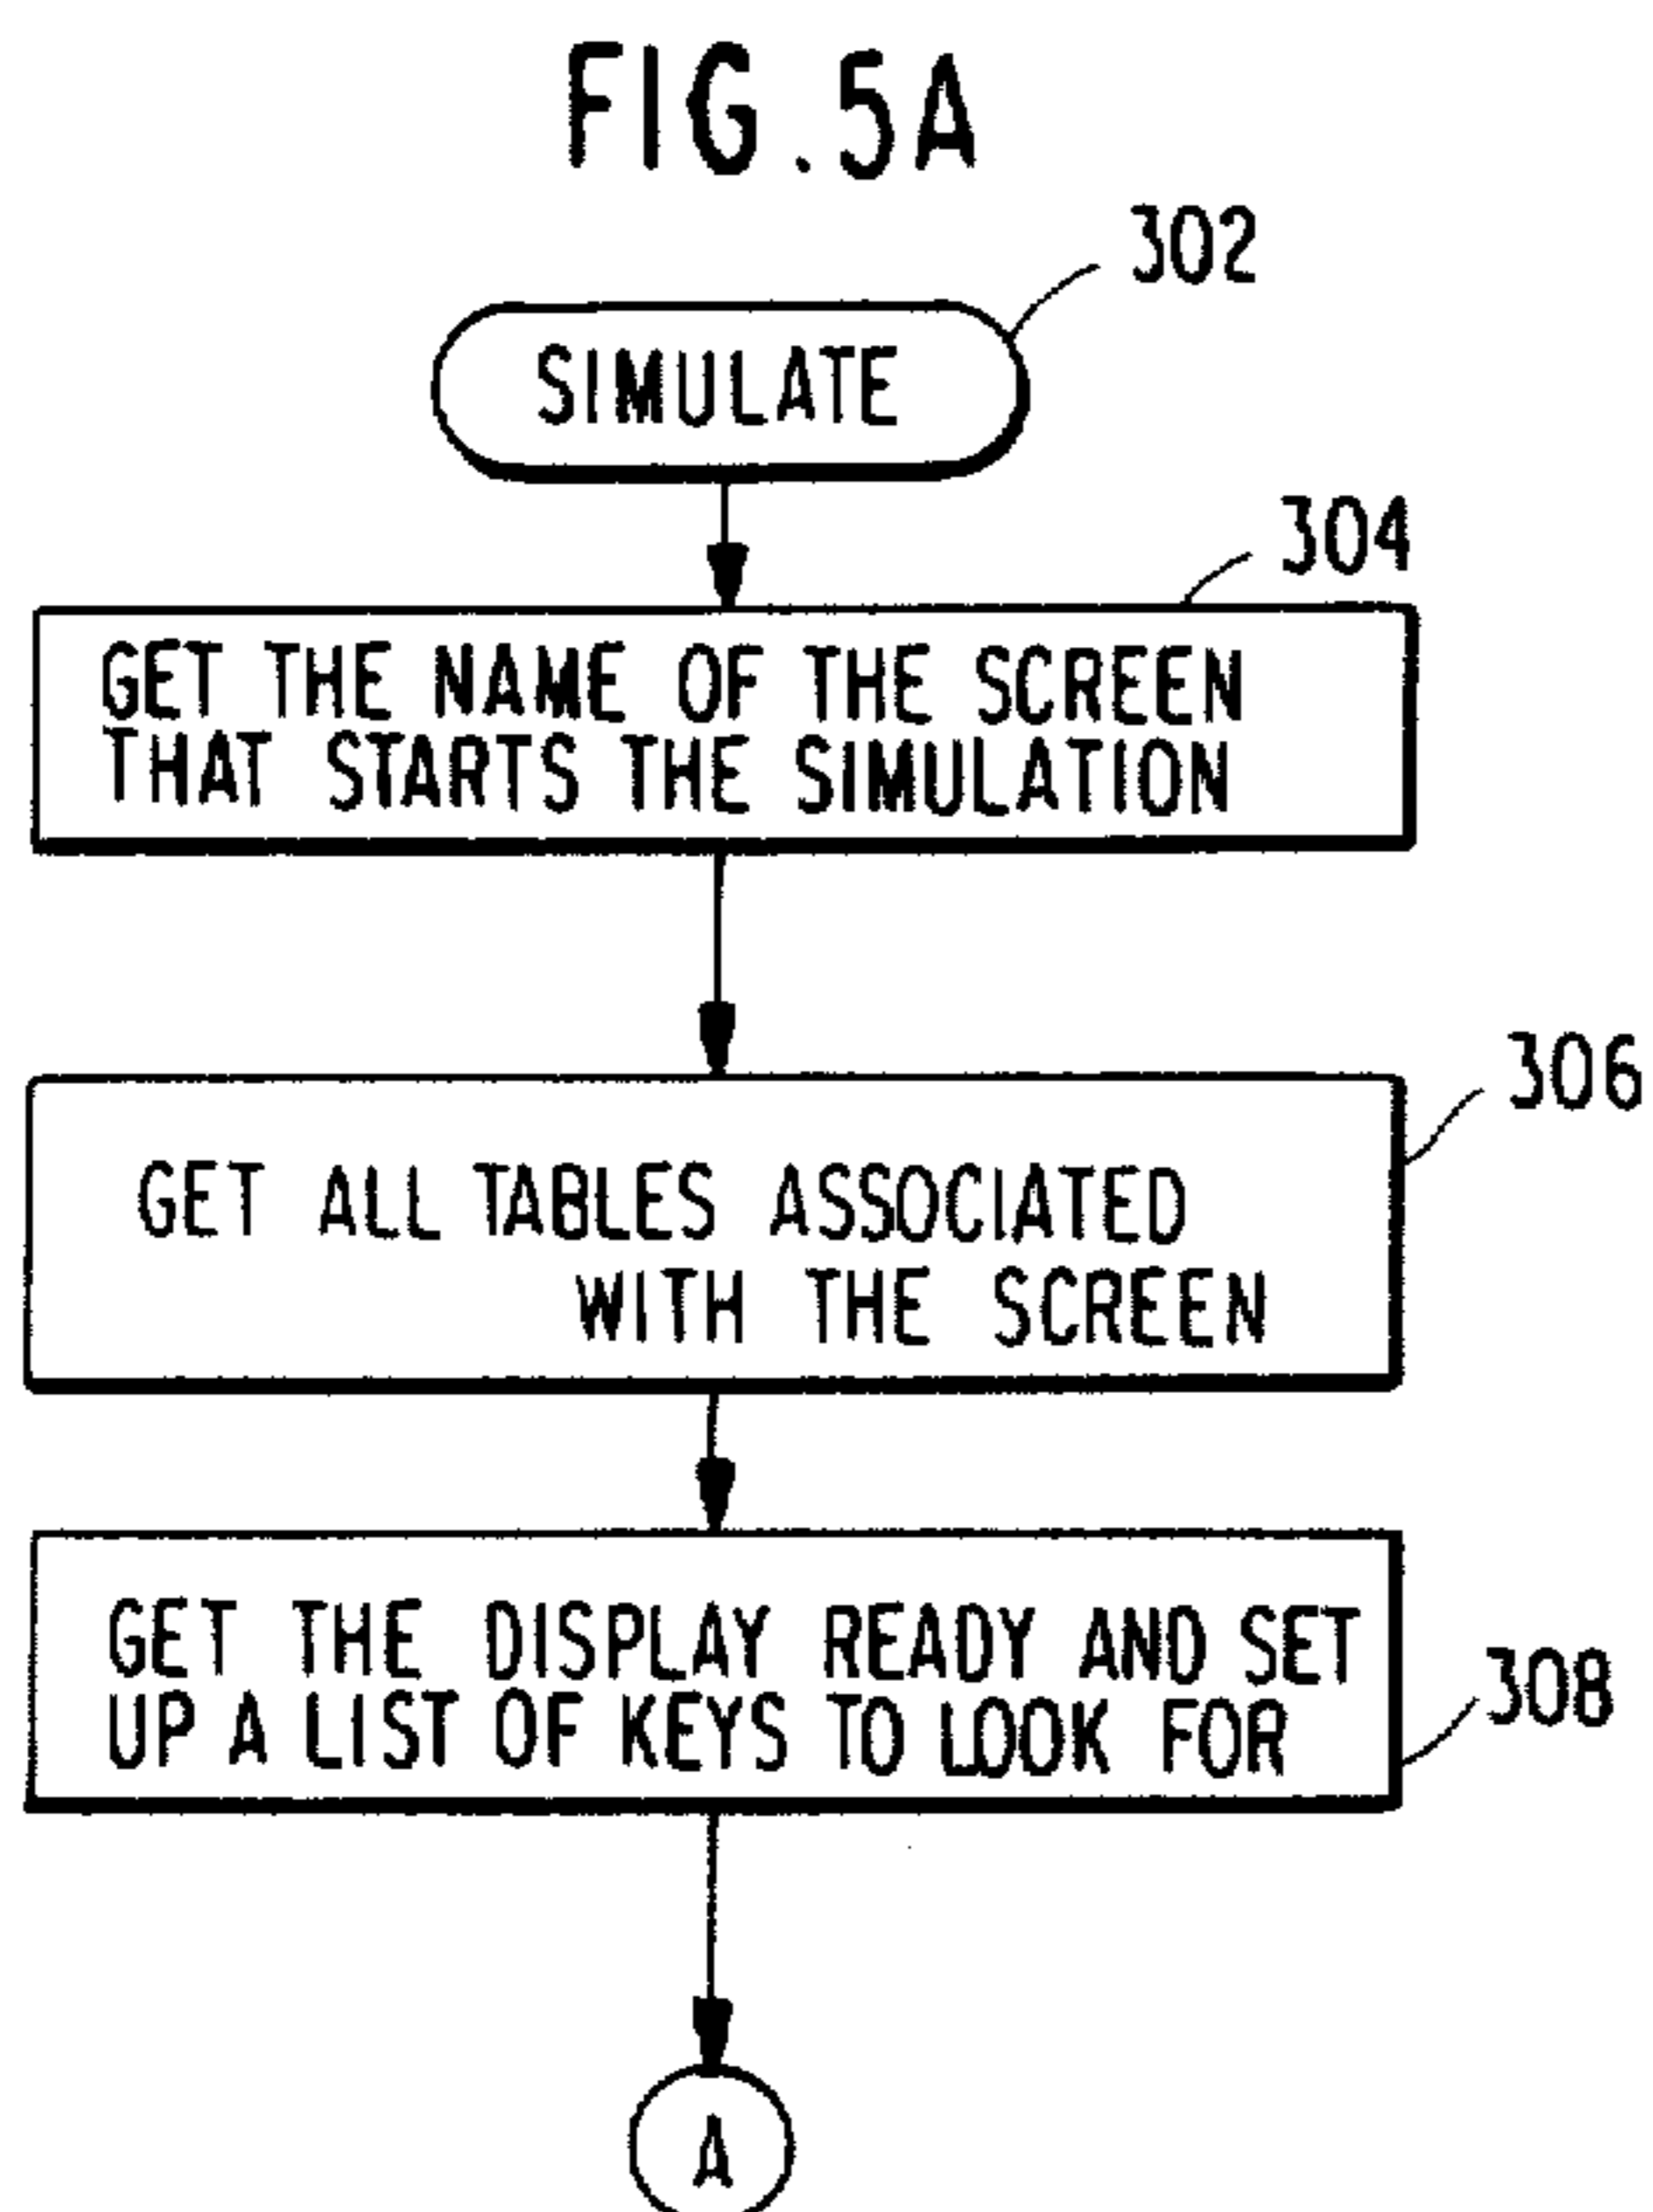 FIG.5A
302
SIMULATE
304
GET THE NAME OF THE SCREEN
THAT STARTS THE SIMULATION
306
GET ALL TABLES ASSOCIATED
WITH THE SCREEN
GET THE DISPLAY READY AND SET
UP A LIST OF KEYS TO LOOK FOR
308
A